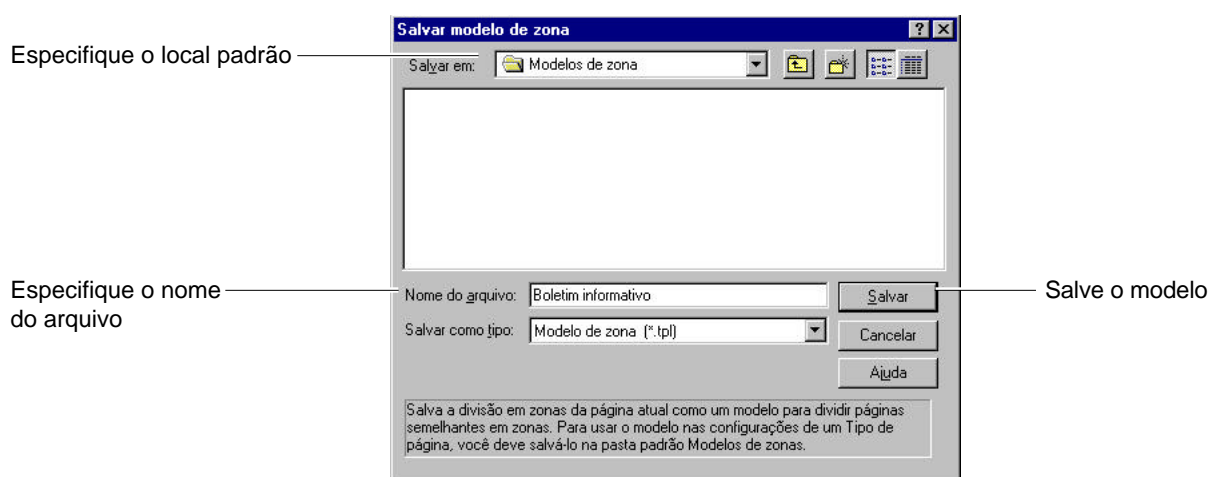 Salvar modelo de zona
Especifique o local padrão
Salvar em: Modelos de zona
Especifique o nome
do arquivo
Nome do arquivo: Boletim informativo
Salvar
Salve o modelo
Salvar como tipo: Modelo de zona (*.tpl)
Cancelar
Ajuda
Salva a divisão em zonas da página atual como um modelo para dividir páginas
semelhantes em zonas. Para usar o modelo nas configurações de um Tipo de
página, você deve salvá-lo na pasta padrão Modelos de zonas.